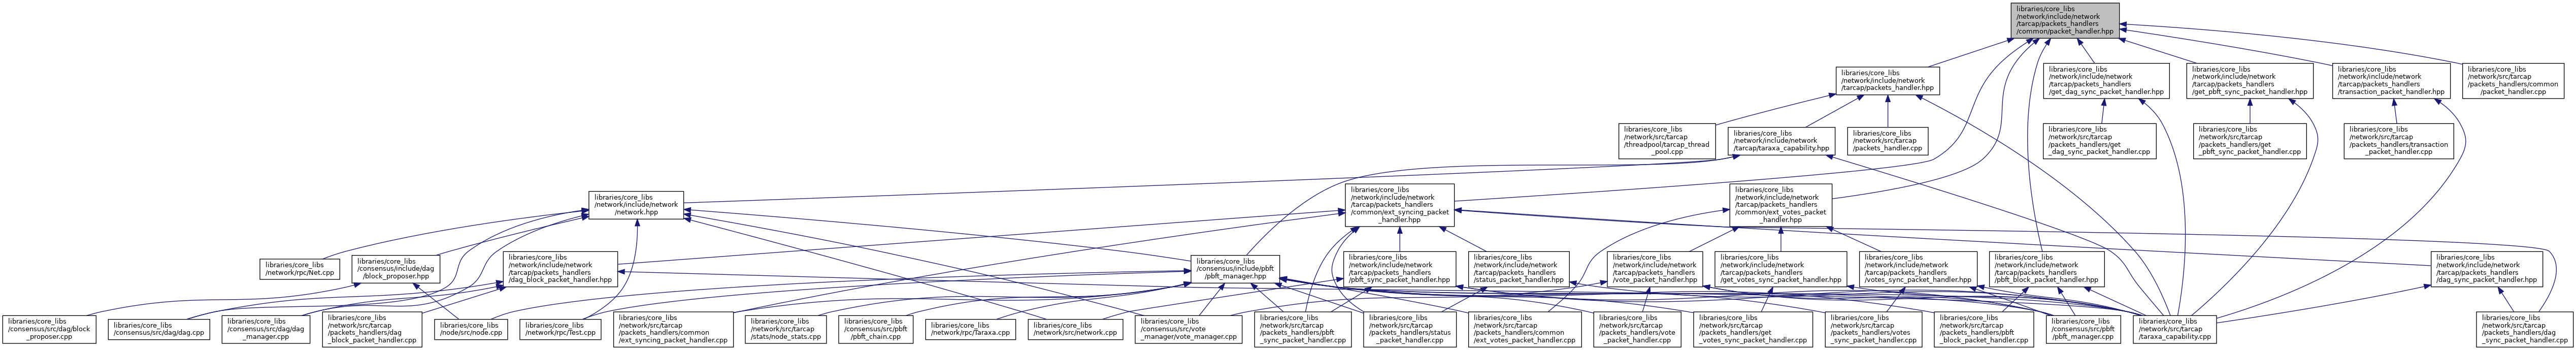 libraries/core_libs
/network/include/network
/tarcap/packets_handlers
/common/packet_handler.hpp
libraries/core_libs
/network/include/network
/tarcap/packets_handler.hpp
libraries/core_libs
/network/include/network
/tarcap/packets_handlers
/get_dag_sync_packet_handler.hpp
libraries/core_libs
/network/include/network
/tarcap/packets_handlers
/get_pbft_sync_packet_handler.hpp
libraries/core_libs
/network/include/network
/tarcap/packets_handlers
/transaction_packet_handler.hpp
libraries/core_libs
/network/src/tarcap
/packets_handlers/common
/packet_handler.cpp
libraries/core_libs
/network/src/tarcap
/threadpool/tarcap_thread
_pool.cpp
libraries/core_libs
/network/include/network
/tarcap/taraxa_capability.hpp
libraries/core_libs
/network/src/tarcap
/packets_handler.cpp
libraries/core_libs
/network/src/tarcap
/packets_handlers/get
_dag_sync_packet_handler.cpp
libraries/core_libs
/network/src/tarcap
/packets_handlers/get
_pbft_sync_packet_handler.cpp
libraries/core_libs
/network/src/tarcap
/packets_handlers/transaction
_packet_handler.cpp
libraries/core_libs
/network/include/network
/network.hpp
libraries/core_libs
/network/include/network
/tarcap/packets_handlers
/common/ext_syncing_packet
_handler.hpp
libraries/core_libs
/network/include/network
/tarcap/packets_handlers
/common/ext_votes_packet
_handler.hpp
libraries/core_libs
/network/rpc/Net.cpp
libraries/core_libs
/consensus/include/dag
/block_proposer.hpp
libraries/core_libs
/network/include/network
/tarcap/packets_handlers
/dag_block_packet_handler.hpp
libraries/core_libs
/consensus/include/pbft
/pbft_manager.hpp
libraries/core_libs
/network/include/network
/tarcap/packets_handlers
/pbft_sync_packet_handler.hpp
libraries/core_libs
/network/include/network
/tarcap/packets_handlers
/status_packet_handler.hpp
libraries/core_libs
/network/include/network
/tarcap/packets_handlers
/vote_packet_handler.hpp
libraries/core_libs
/network/include/network
/tarcap/packets_handlers
/get_votes_sync_packet_handler.hpp
libraries/core_libs
/network/include/network
/tarcap/packets_handlers
/votes_sync_packet_handler.hpp
libraries/core_libs
/network/include/network
/tarcap/packets_handlers
/pbft_block_packet_handler.hpp
libraries/core_libs
/network/include/network
/tarcap/packets_handlers
/dag_sync_packet_handler.hpp
libraries/core_libs
/consensus/src/dag/block
_proposer.cpp
libraries/core_libs
/consensus/src/dag/dag.cpp
libraries/core_libs
/consensus/src/dag/dag
_manager.cpp
libraries/core_libs
/network/src/tarcap
/packets_handlers/dag
_block_packet_handler.cpp
libraries/core_libs
/node/src/node.cpp
libraries/core_libs
/network/rpc/Test.cpp
libraries/core_libs
/network/src/tarcap
/packets_handlers/common
/ext_syncing_packet_handler.cpp
libraries/core_libs
/network/src/tarcap
/stats/node_stats.cpp
libraries/core_libs
/consensus/src/pbft
/pbft_chain.cpp
libraries/core_libs
/network/rpc/Taraxa.cpp
libraries/core_libs
/network/src/network.cpp
libraries/core_libs
/consensus/src/vote
_manager/vote_manager.cpp
libraries/core_libs
/network/src/tarcap
/packets_handlers/pbft
_sync_packet_handler.cpp
libraries/core_libs
/network/src/tarcap
/packets_handlers/status
_packet_handler.cpp
libraries/core_libs
/network/src/tarcap
/packets_handlers/common
/ext_votes_packet_handler.cpp
libraries/core_libs
/network/src/tarcap
/packets_handlers/vote
_packet_handler.cpp
libraries/core_libs
/network/src/tarcap
/packets_handlers/get
_votes_sync_packet_handler.cpp
libraries/core_libs
/network/src/tarcap
/packets_handlers/votes
_sync_packet_handler.cpp
libraries/core_libs
/network/src/tarcap
/packets_handlers/pbft
_block_packet_handler.cpp
libraries/core_libs
/consensus/src/pbft
/pbft_manager.cpp
libraries/core_libs
/network/src/tarcap
/taraxa_capability.cpp
libraries/core_libs
/network/src/tarcap
/packets_handlers/dag
_sync_packet_handler.cpp